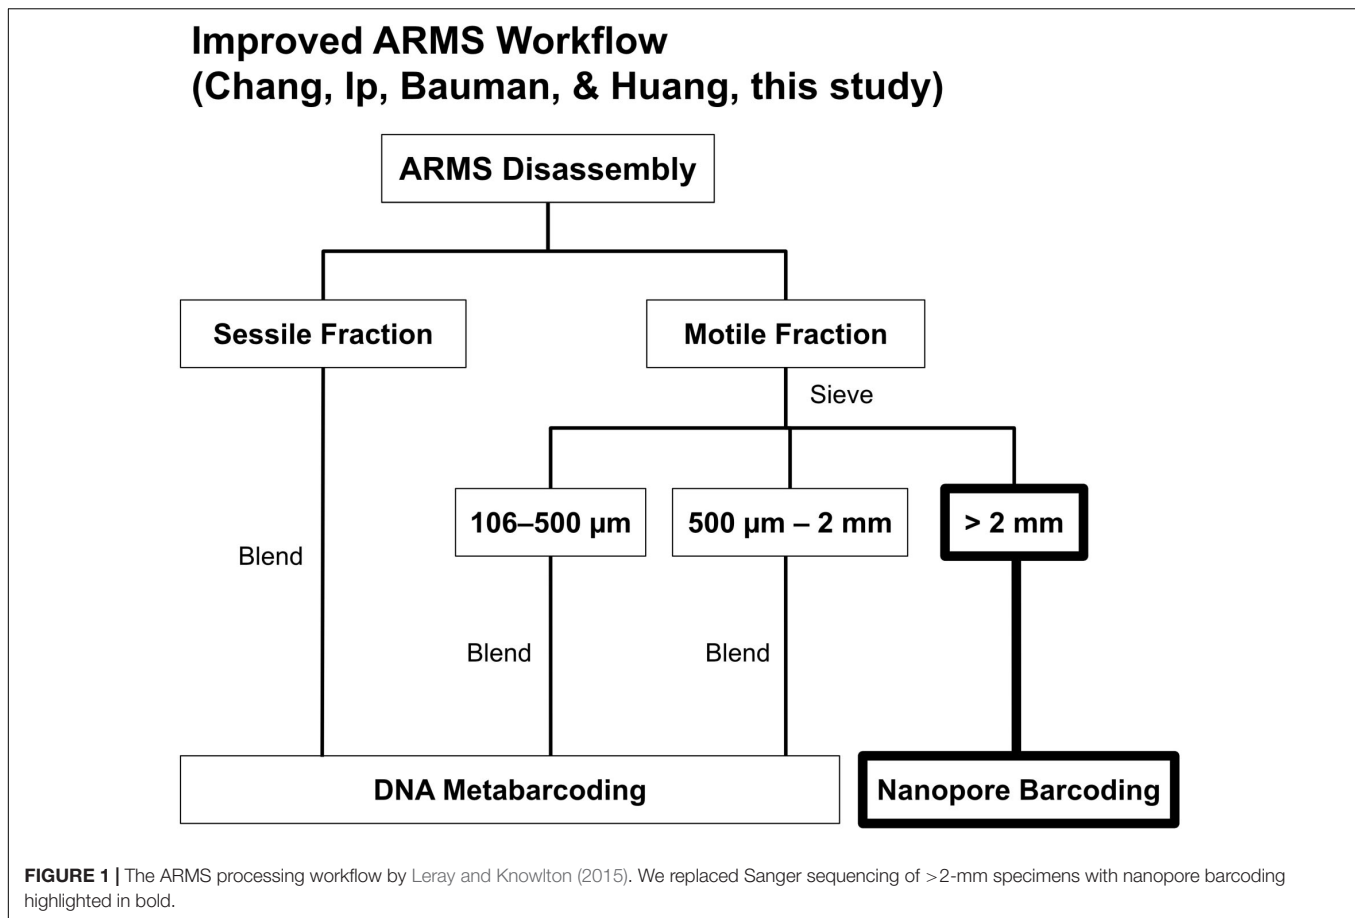 Improved ARMS Workflow
(Chang, Ip, Bauman, & Huang, this study)
ARMS Disassembly
Sessile Fraction
Motile Fraction
Sieve
106–500 µm
500 µm – 2 mm
> 2 mm
Blend
Blend
Blend
DNA Metabarcoding
Nanopore Barcoding
FIGURE 1 | The ARMS processing workflow by Leray and Knowlton (2015). We replaced Sanger sequencing of >2-mm specimens with nanopore barcoding
highlighted in bold.